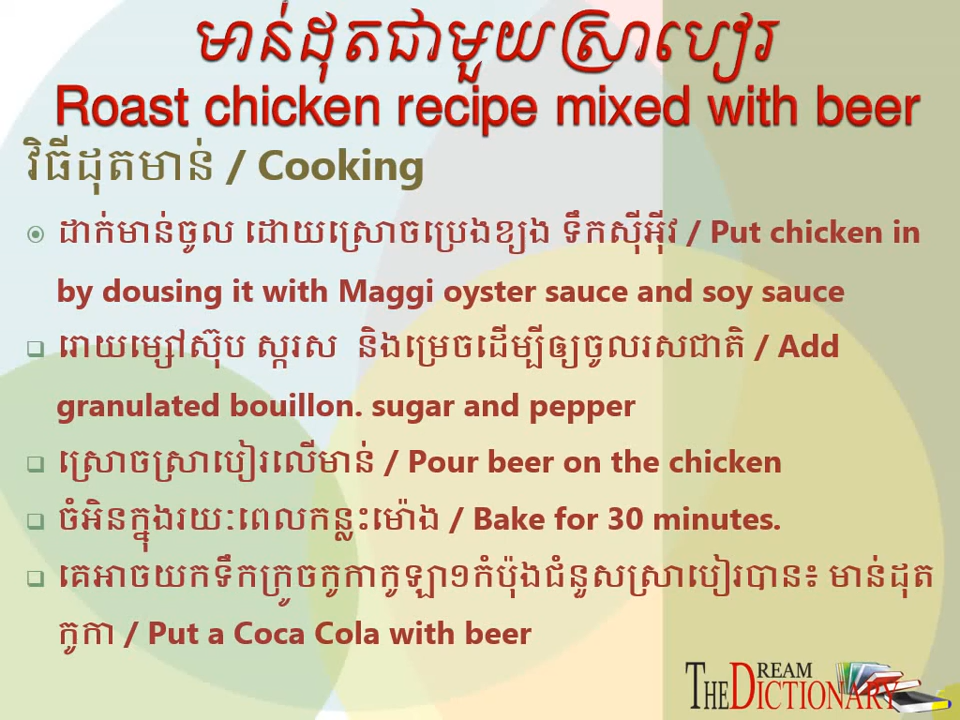 មាន់ដុតជាមួយស្រាបៀរ
Roast chicken recipe mixed with beer
វិធីដុតមាន់ / Cooking
ដាក់មាន់ចូល ដោយស្រោចប្រេងខ្យង ទឹកស៊ីអ៊ីវ / Put chicken in
by dousing it with Maggi oyster sauce and soy sauce
រោយម្សៅស៊ុប ស្ករស និងម្រេចដើម្បីឲ្យចូលរសជាតិ / Add
granulated bouillon. sugar and pepper
ស្រោចស្រាបៀរលើមាន់ / Pour beer on the chicken
ចំអិនក្នុងរយៈពេលកន្លះម៉ោង / Bake for 30 minutes.
គេអាចយកទឹកក្រូចកូកាកូឡា១កំប៉ុងជំនួសស្រាបៀរបាន៖ មាន់ដុត
កូកា / Put a Coca Cola with beer
THE DREAM
DICTIONARY